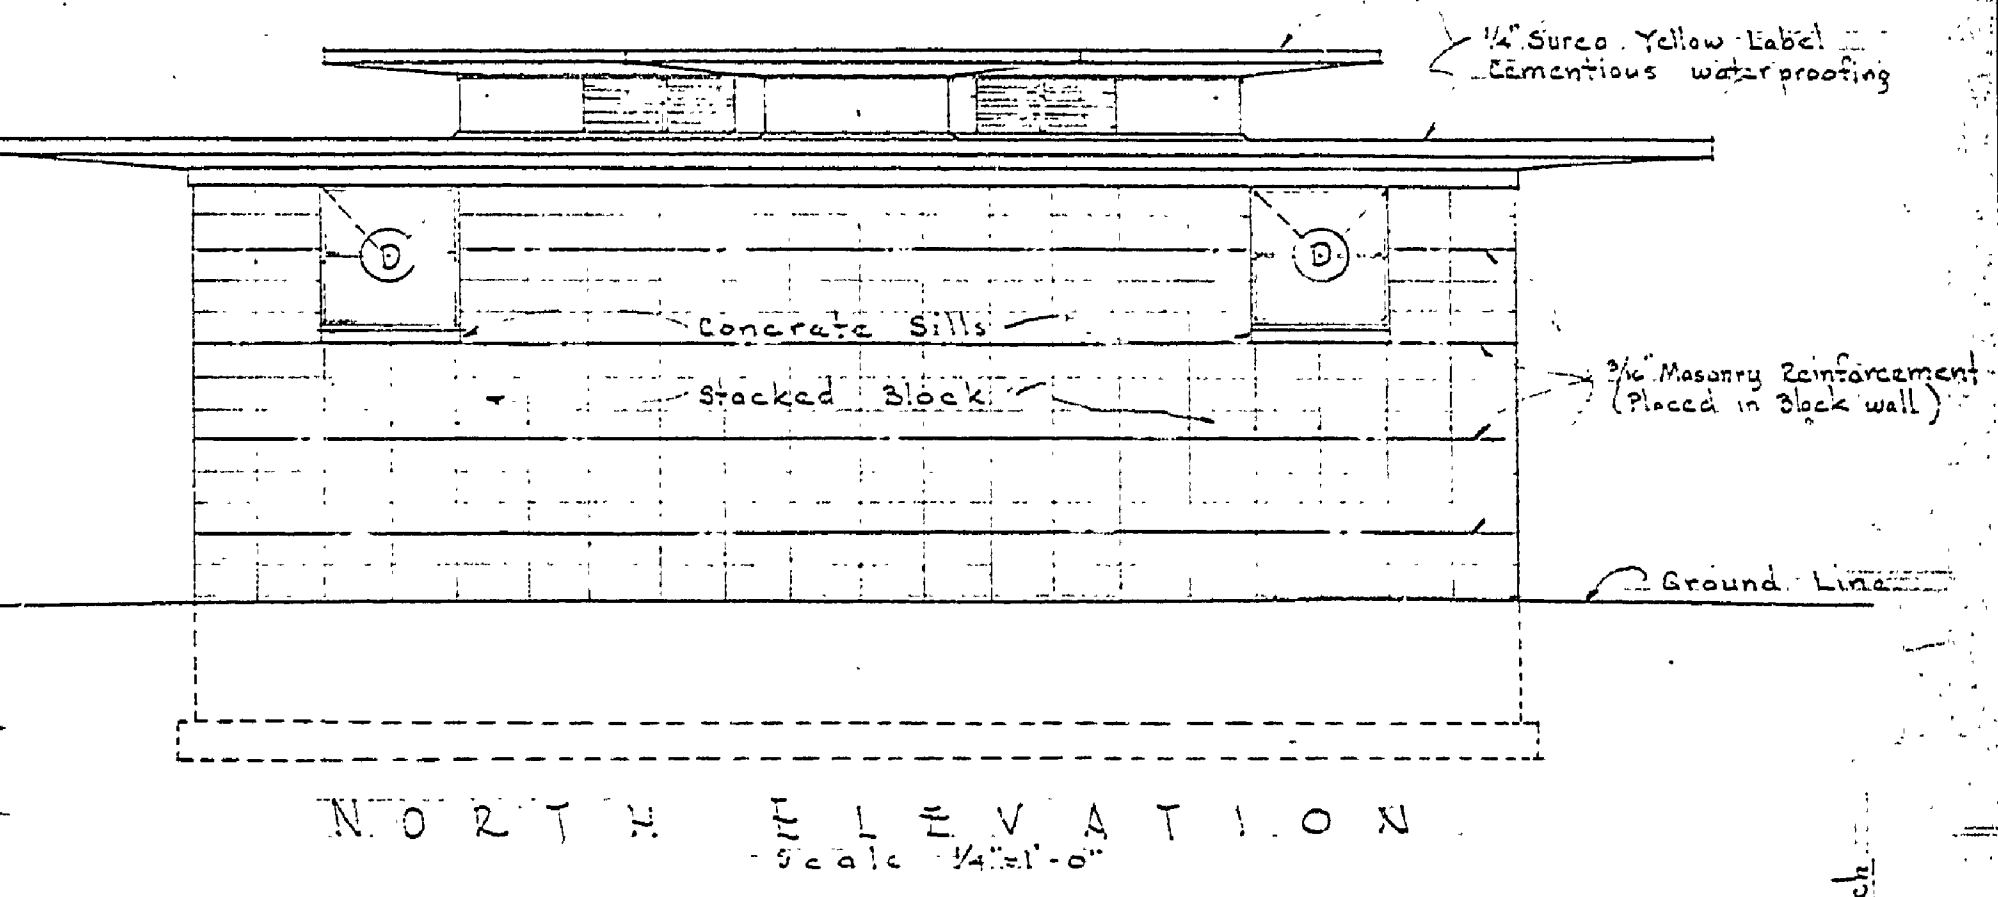 1/4" Sureo Yellow Label
Cementious waterproofing
D
D
Concrete Sills
Stacked Block
3/16" Masonry Reinforcement
(Placed in Block wall)
Ground Line
NORTH ELEVATION
Scale 1/4"=1'-0"